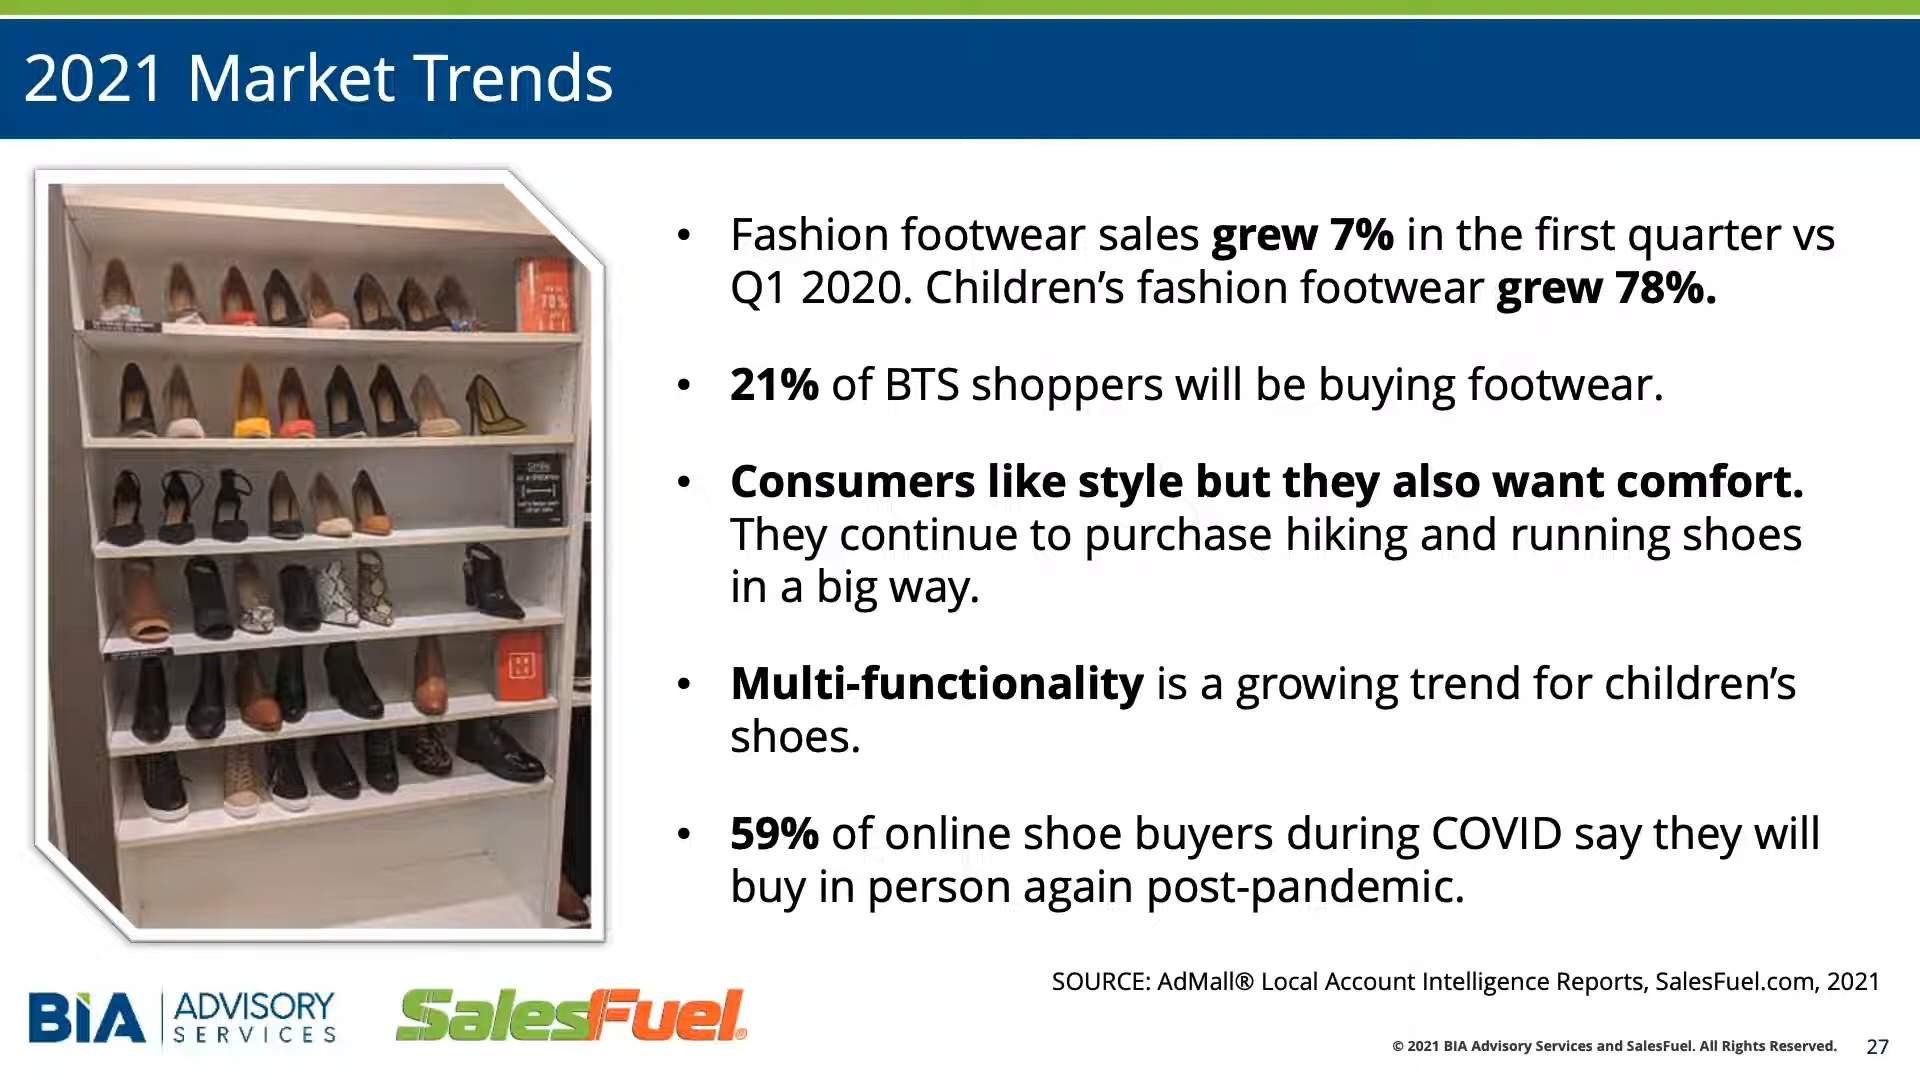 2021 Market Trends
• Fashion footwear sales grew 7% in the first quarter vs
Q1 2020. Children’s fashion footwear grew 78%.
• 21% of BTS shoppers will be buying footwear.
• Consumers like style but they also want comfort.
They continue to purchase hiking and running shoes
in a big way.
• Multi-functionality is a growing trend for children’s
shoes.
• 59% of online shoe buyers during COVID say they will
buy in person again post-pandemic.
SOURCE: AdMall® Local Account Intelligence Reports, SalesFuel.com, 2021
BIA ADVISORY
SERVICES
SalesFuel®
© 2021 BIA Advisory Services and SalesFuel. All Rights Reserved. 27